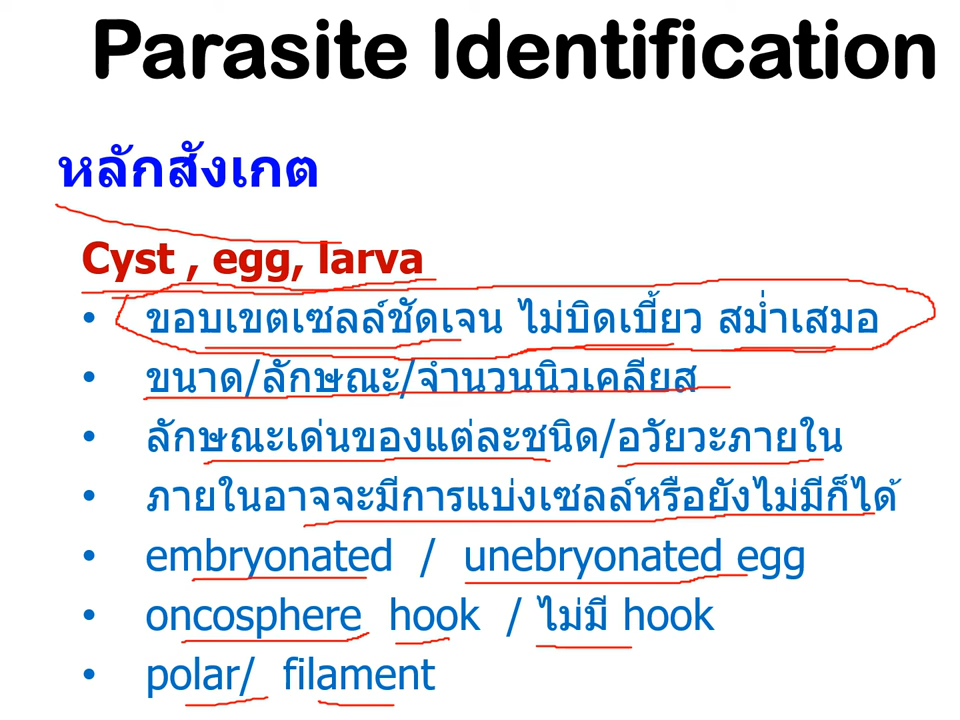 Parasite Identification
หลักสังเกต
Cyst , egg, larva
• ขอบเขตเซลล์ชัดเจน ไม่บิดเบี้ยว สม่ำเสมอ
• ขนาด/ลักษณะ/จำนวนนิวเคลียส
• ลักษณะเด่นของแต่ละชนิด/อวัยวะภายใน
• ภายในอาจจะมีการแบ่งเซลล์หรือยังไม่มีก็ได้
• embryonated / unebryonated egg
• oncosphere hook / ไม่มี hook
• polar/ filament